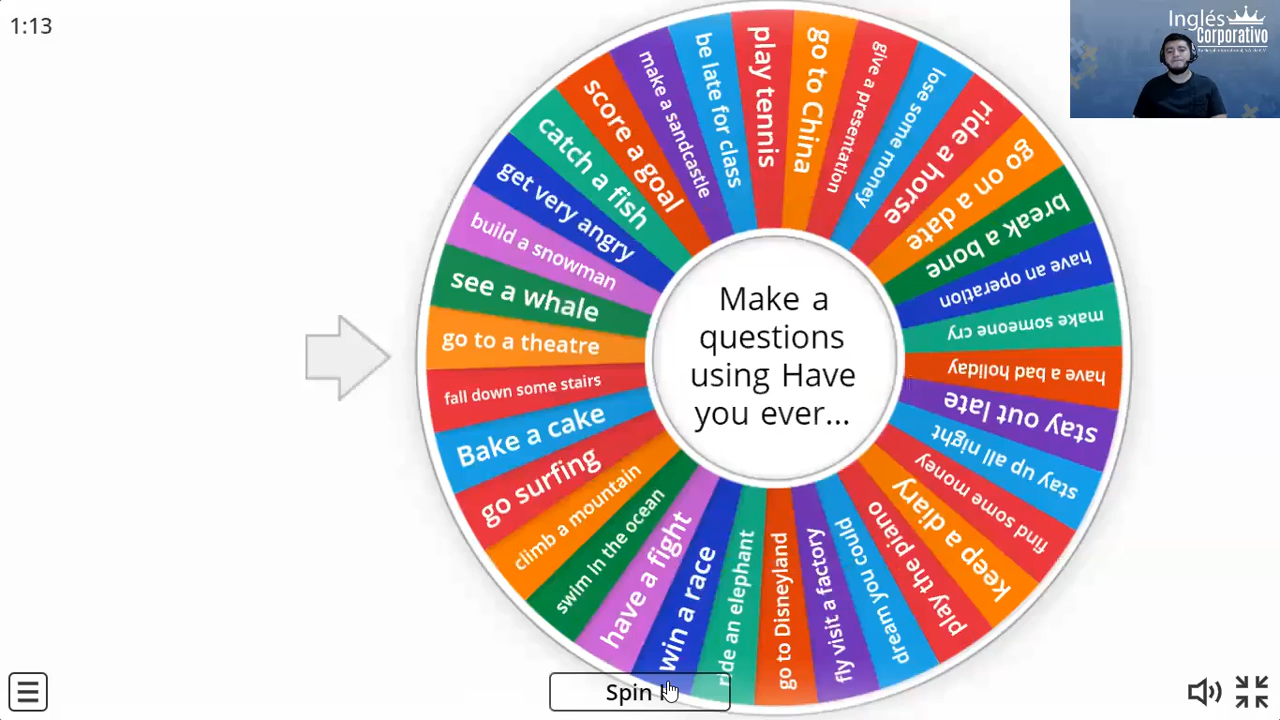 1:13
Inglés
Corporativo
be late for class
play tennis
go to China
give a presentation
lose some money
ride a horse
go on a date
break a bone
have an operation
make someone cry
have a bad holiday
stay out late
stay up all night
find some money
keep a diary
play the piano
dream you could
fly visit a factory
go to Disneyland
ride an elephant
win a race
have a fight
swim in the ocean
climb a mountain
go surfing
Bake a cake
fall down some stairs
go to a theatre
see a whale
build a snowman
get very angry
catch a fish
score a goal
make a sandcastle
Make a
questions
using Have
you ever...
Spin